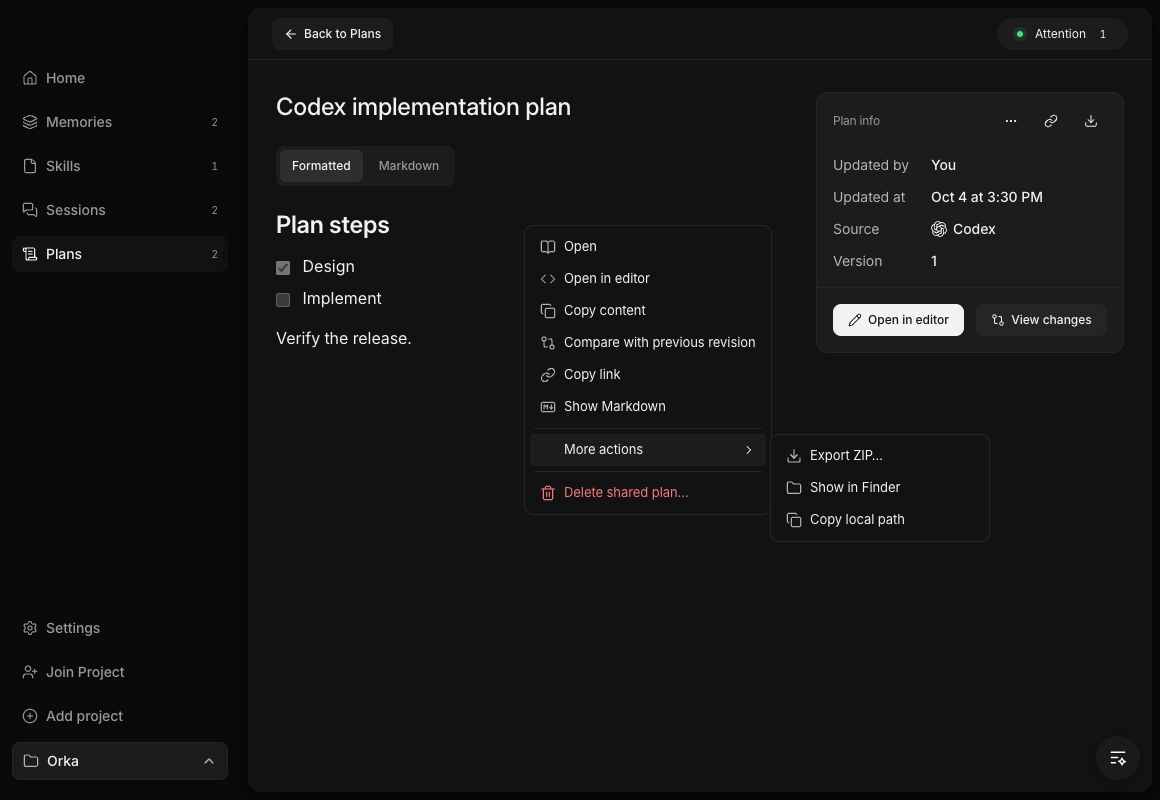 Back to Plans
Attention 1
Home
Memories 2
Skills 1
Sessions 2
Plans 2
Settings
Join Project
Add project
Orka
Codex implementation plan
Formatted Markdown
Plan steps
Design
Implement
Verify the release.
Open
Open in editor
Copy content
Compare with previous revision
Copy link
Show Markdown
More actions
Delete shared plan...
Export ZIP...
Show in Finder
Copy local path
Plan info
Updated by You
Updated at Oct 4 at 3:30 PM
Source Codex
Version 1
Open in editor View changes